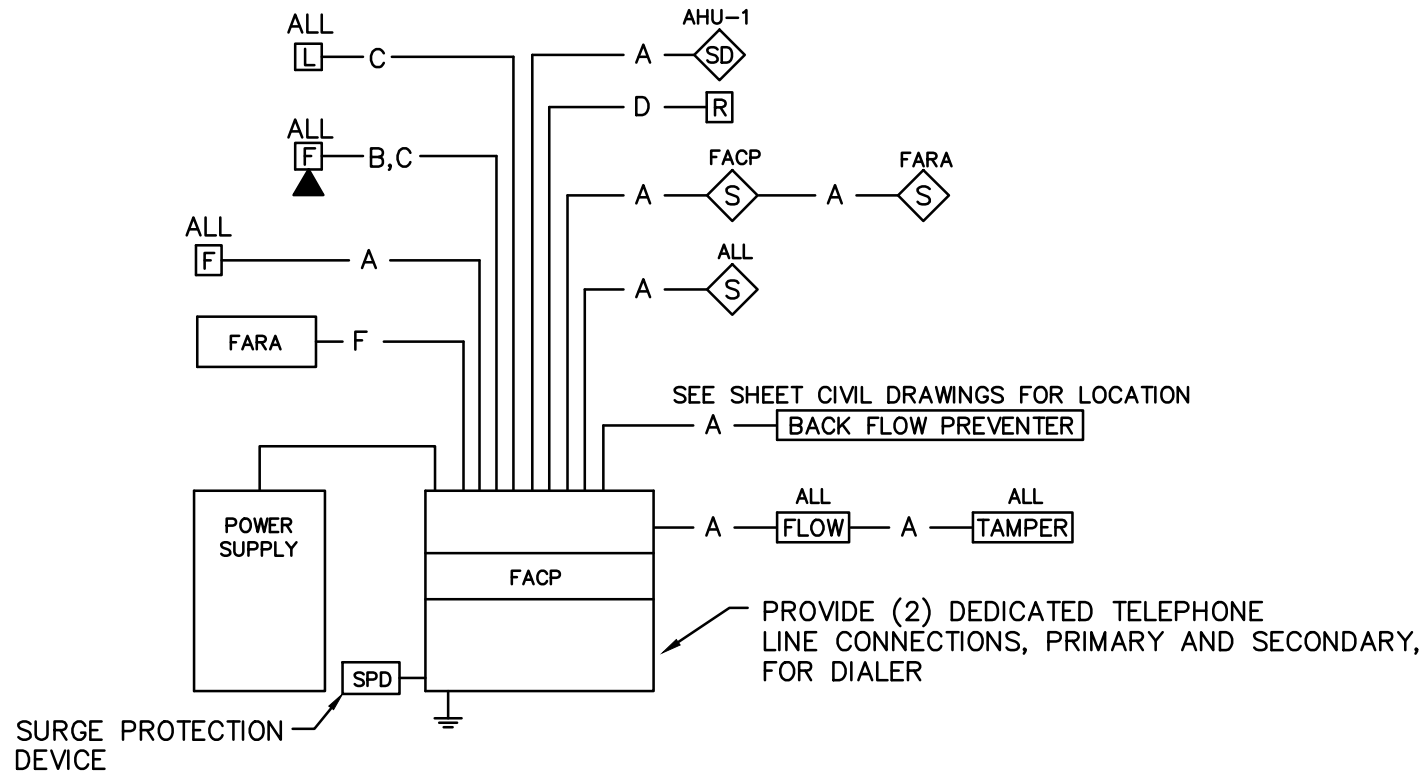 ALL
L C
AHU-1
A SD
D R
ALL
F B,C
FACP FARA
A S A S
ALL
F A
ALL
A S
FARA F
SEE SHEET CIVIL DRAWINGS FOR LOCATION
A BACK FLOW PREVENTER
ALL ALL
A FLOW A TAMPER
POWER
SUPPLY
FACP
PROVIDE (2) DEDICATED TELEPHONE
LINE CONNECTIONS, PRIMARY AND SECONDARY,
FOR DIALER
SPD
SURGE PROTECTION
DEVICE